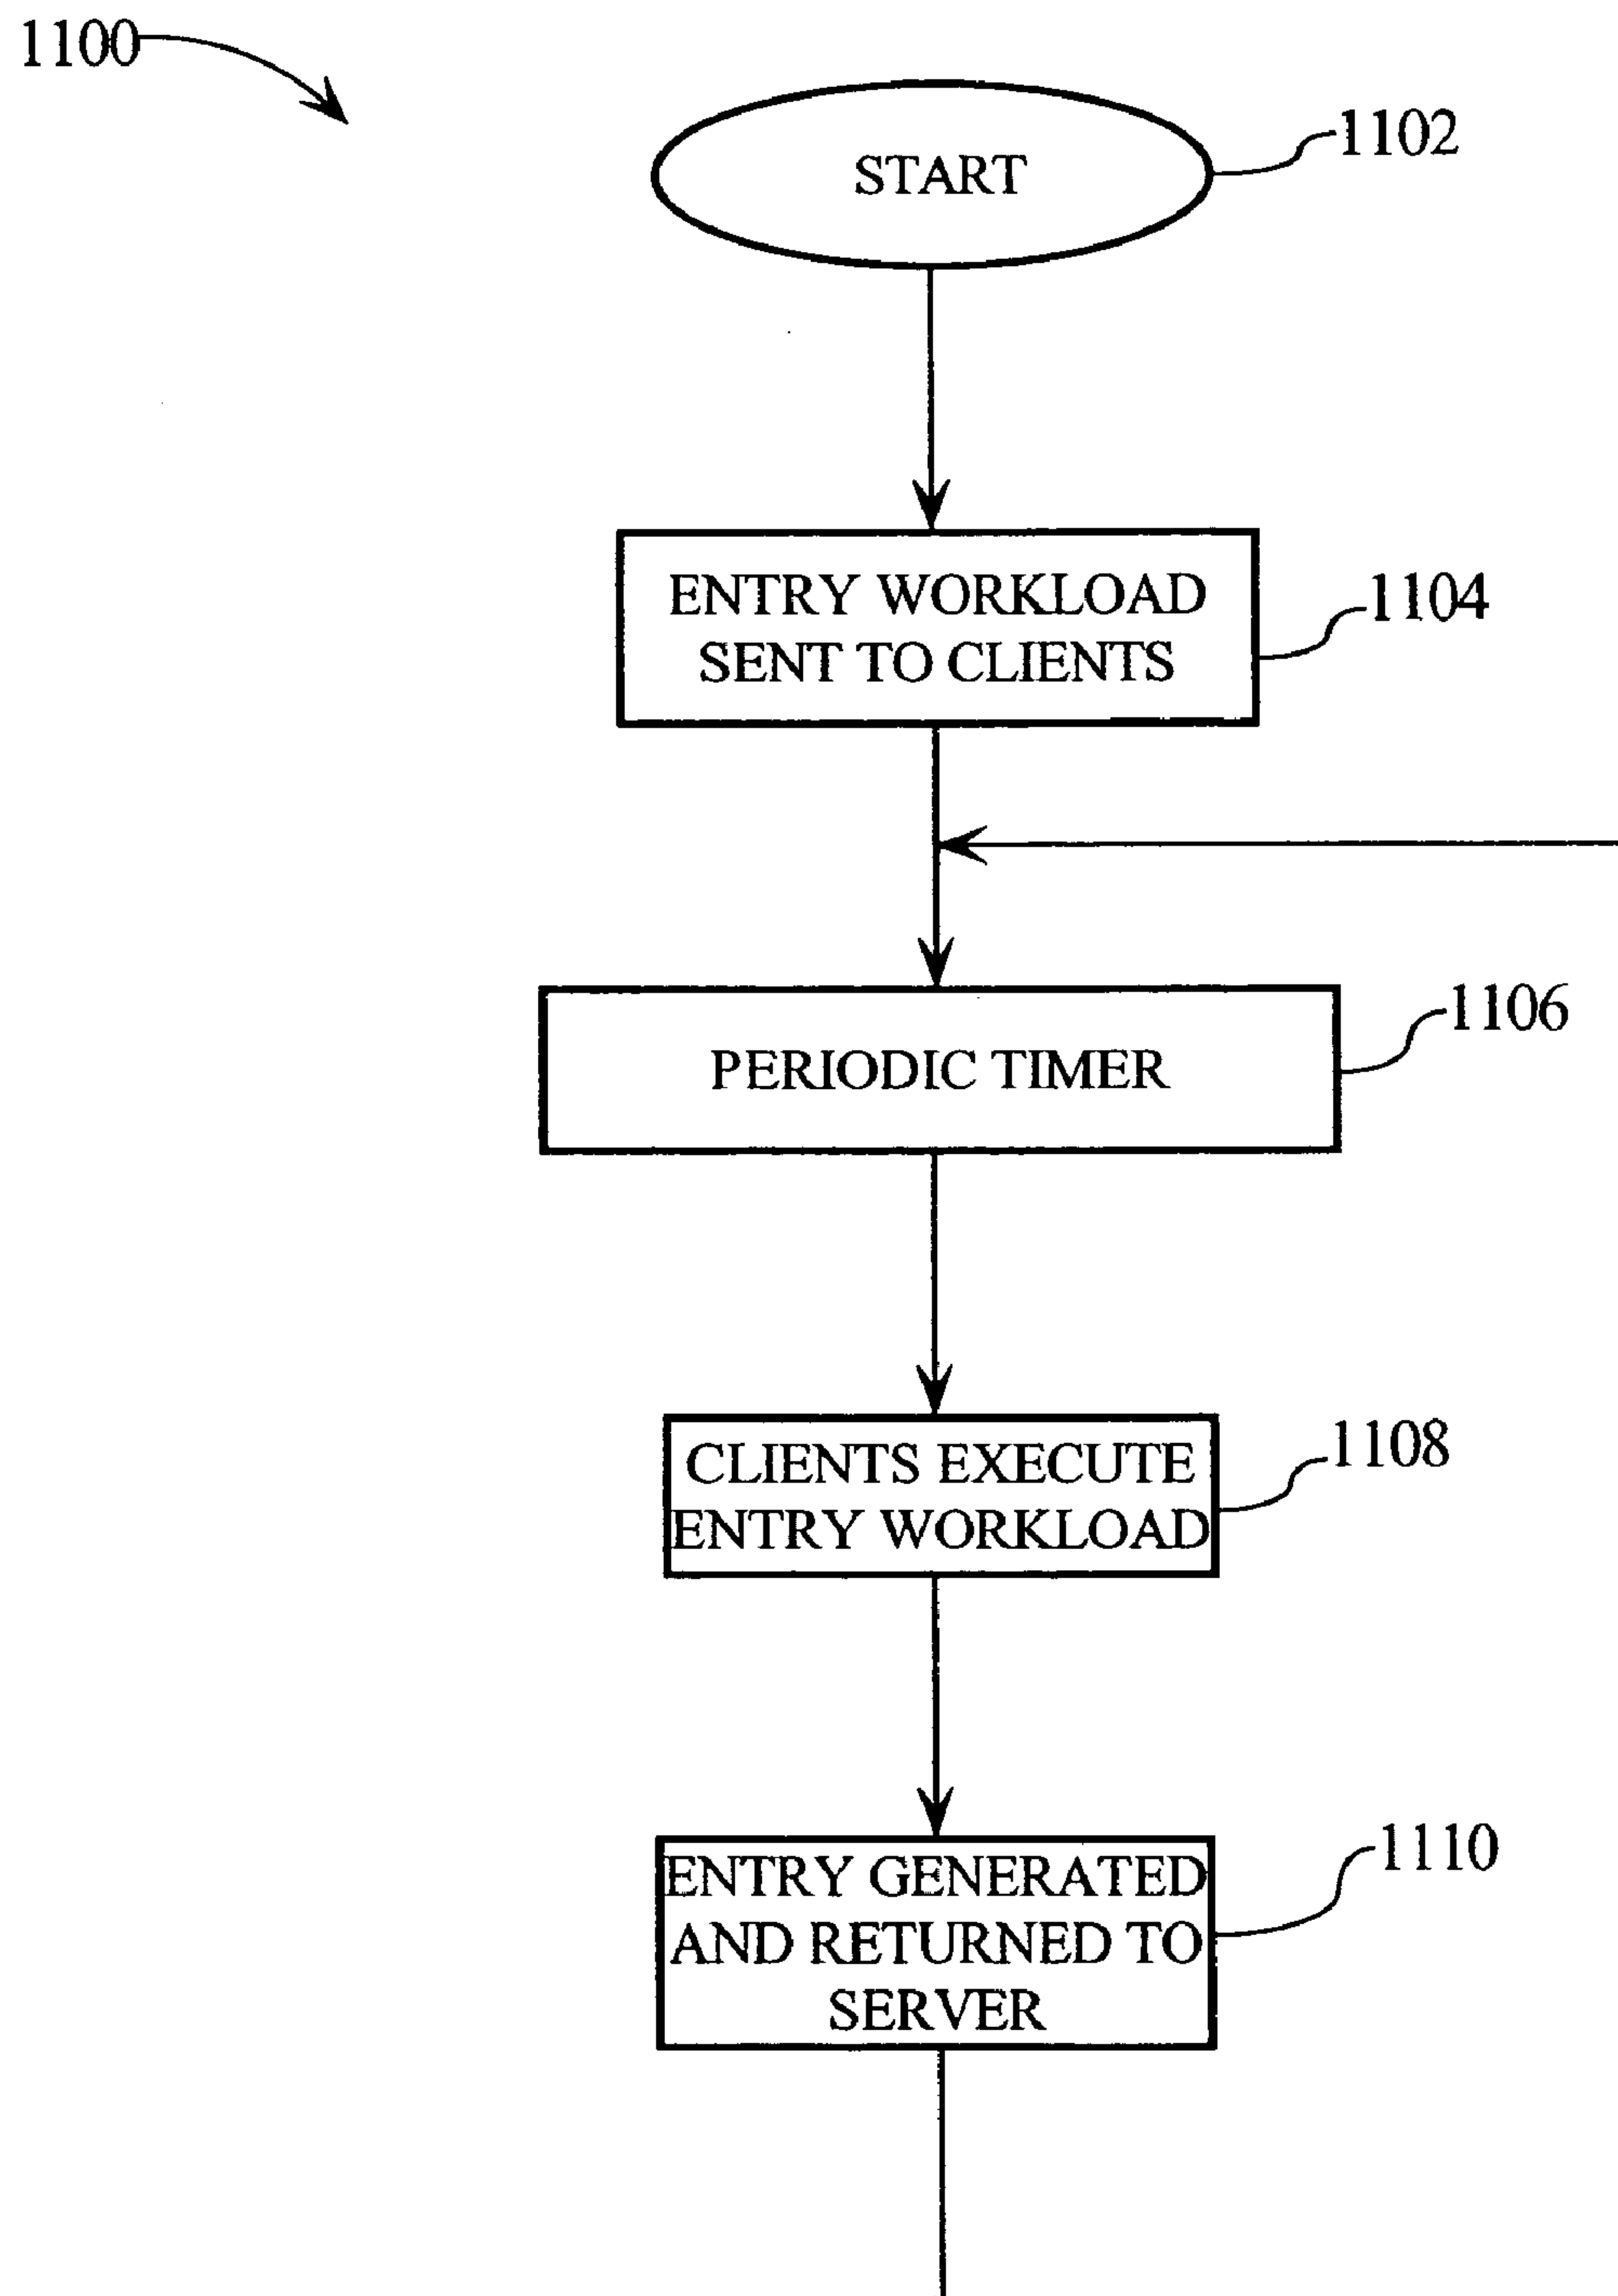 1100
START
1102
ENTRY WORKLOAD
SENT TO CLIENTS
1104
PERIODIC TIMER
1106
CLIENTS EXECUTE
ENTRY WORKLOAD
1108
ENTRY GENERATED
AND RETURNED TO
SERVER
1110